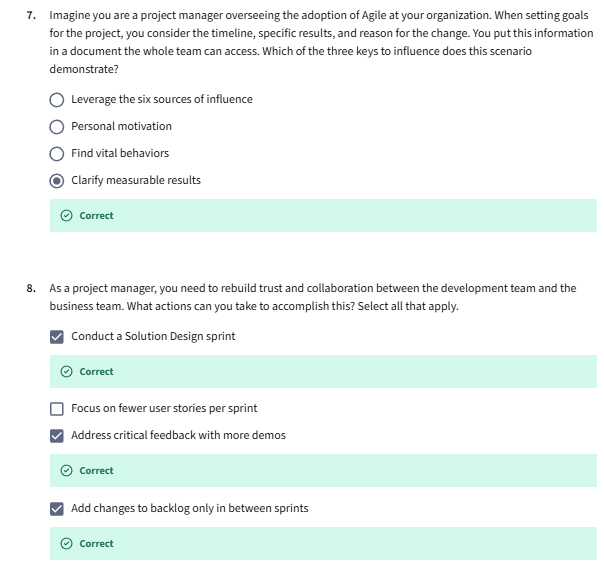 7. Imagine you are a project manager overseeing the adoption of Agile at your organization. When setting goals
for the project, you consider the timeline, specific results, and reason for the change. You put this information
in a document the whole team can access. Which of the three keys to influence does this scenario
demonstrate?
Leverage the six sources of influence
Personal motivation
Find vital behaviors
Clarify measurable results
Correct
8. As a project manager, you need to rebuild trust and collaboration between the development team and the
business team. What actions can you take to accomplish this? Select all that apply.
Conduct a Solution Design sprint
Correct
Focus on fewer user stories per sprint
Address critical feedback with more demos
Correct
Add changes to backlog only in between sprints
Correct